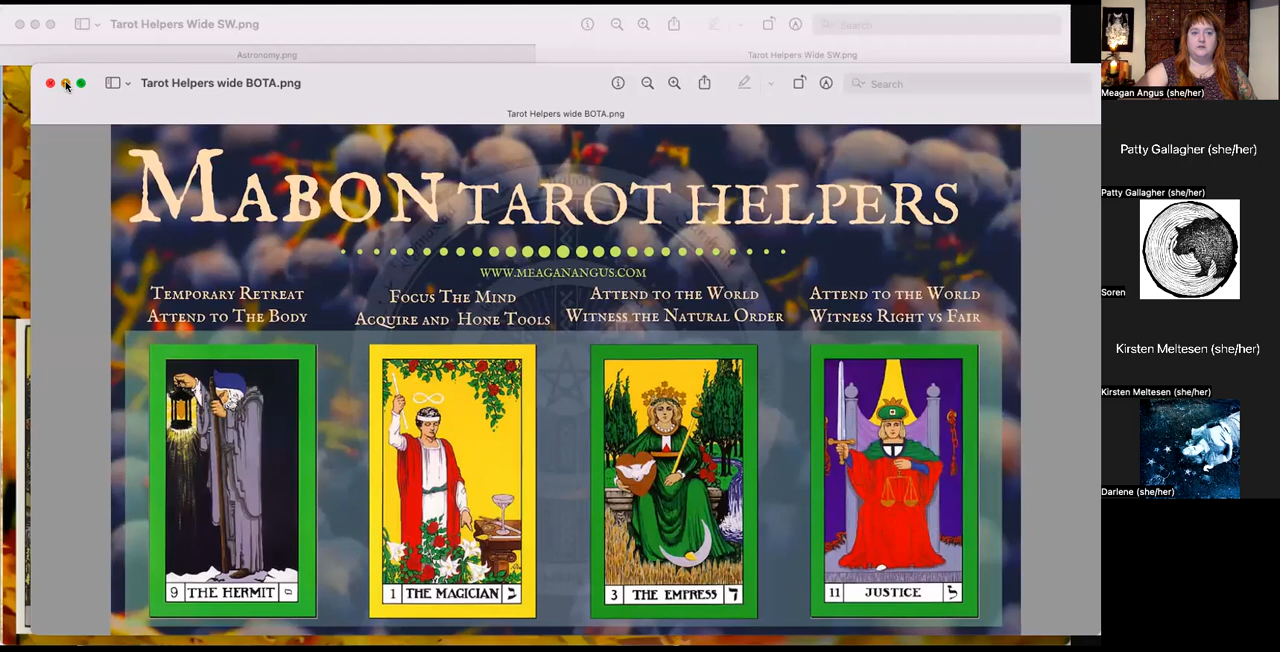 Tarot Helpers Wide SW.png
Search
Astronomy.png
Tarot Helpers Wide SW.png
Tarot Helpers wide BOTA.png
Search
Tarot Helpers wide BOTA.png
MABON TAROT HELPERS
WWW.MEAGANANGUS.COM
TEMPORARY RETREAT
ATTEND TO THE BODY
FOCUS THE MIND
ACQUIRE AND HONE TOOLS
ATTEND TO THE WORLD
WITNESS THE NATURAL ORDER
ATTEND TO THE WORLD
WITNESS RIGHT VS FAIR
9 THE HERMIT
1 THE MAGICIAN ב
3 THE EMPRESS ד
11 JUSTICE ל
Meagan Angus (she/her)
Patty Gallagher (she/her)
Patty Gallagher (she/her)
Soren
Kirsten Meltesen (she/her)
Kirsten Meltesen (she/her)
Darlene (she/her)